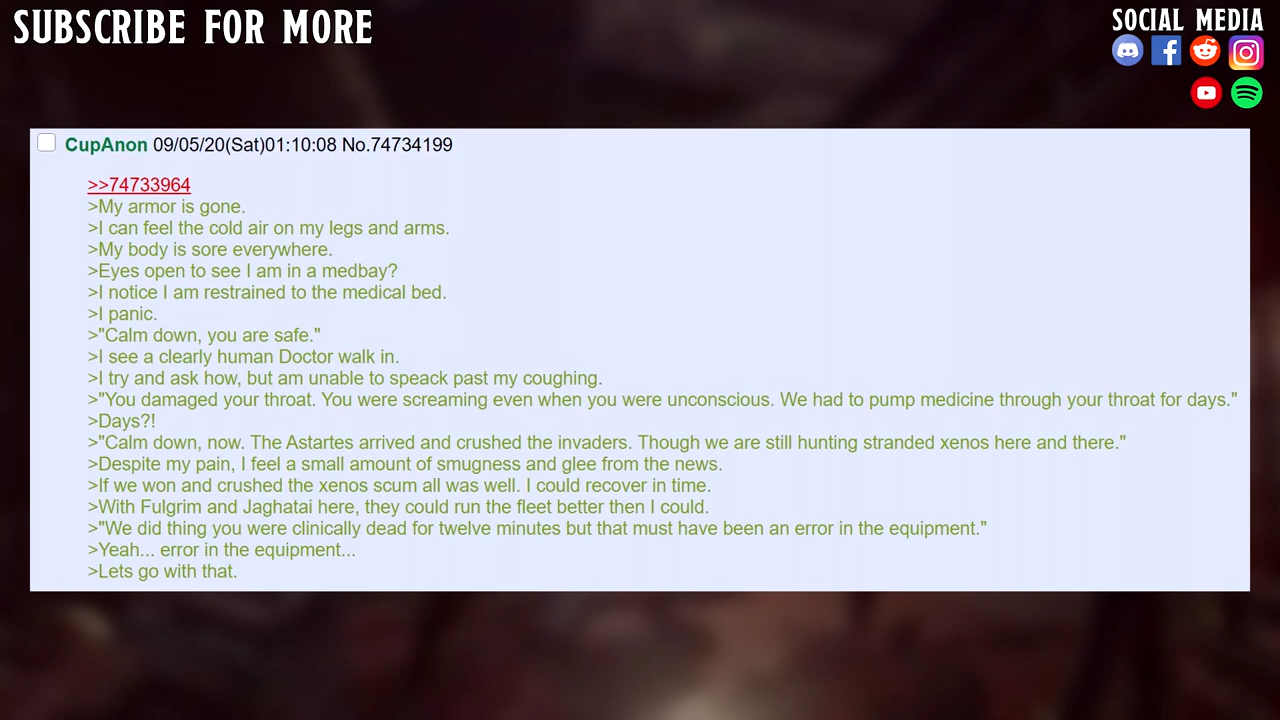 SUBSCRIBE FOR MORE
SOCIAL MEDIA
CupAnon 09/05/20(Sat)01:10:08 No.74734199
>>74733964
>My armor is gone.
>I can feel the cold air on my legs and arms.
>My body is sore everywhere.
>Eyes open to see I am in a medbay?
>I notice I am restrained to the medical bed.
>I panic.
>"Calm down, you are safe."
>I see a clearly human Doctor walk in.
>I try and ask how, but am unable to speack past my coughing.
>"You damaged your throat. You were screaming even when you were unconscious. We had to pump medicine through your throat for days."
>Days?!
>"Calm down, now. The Astartes arrived and crushed the invaders. Though we are still hunting stranded xenos here and there."
>Despite my pain, I feel a small amount of smugness and glee from the news.
>If we won and crushed the xenos scum all was well. I could recover in time.
>With Fulgrim and Jaghatai here, they could run the fleet better then I could.
>"We did thing you were clinically dead for twelve minutes but that must have been an error in the equipment."
>Yeah... error in the equipment...
>Lets go with that.